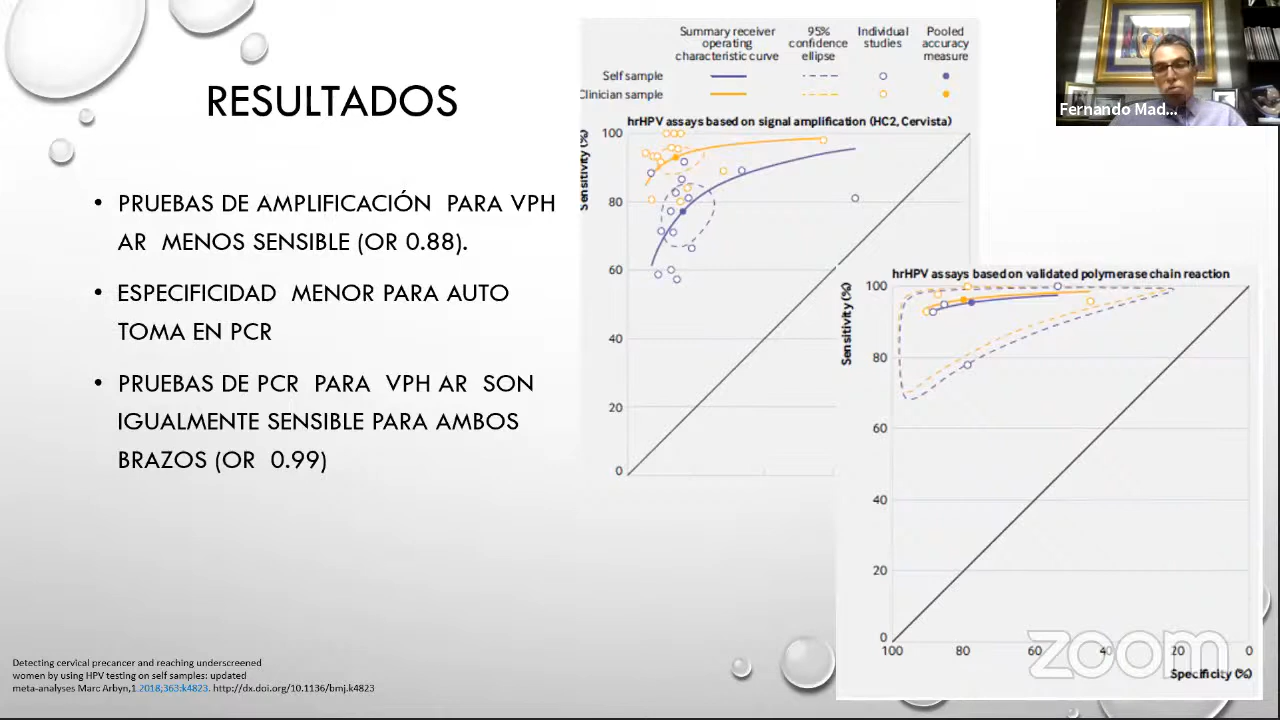 RESULTADOS
• PRUEBAS DE AMPLIFICACIÓN PARA VPH
AR MENOS SENSIBLE (OR 0.88).
• ESPECIFICIDAD MENOR PARA AUTO
TOMA EN PCR
• PRUEBAS DE PCR PARA VPH AR SON
IGUALMENTE SENSIBLE PARA AMBOS
BRAZOS (OR 0.99)
Detecting cervical precancer and reaching underscreened
women by using HPV testing on self samples: updated
meta-analyses Marc Arbyn,1.2018;363:k4823. http://dx.doi.org/10.1136/bmj.k4823
Summary receiver
operating
characteristic curve
95%
confidence
ellipse
Individual
studies
Pooled
accuracy
measure
Self sample
Clinician sample
hrHPV assays based on signal amplification (HC2, Cervista)
Sensitivity (%)
100
80
60
40
20
0
hrHPV assays based on validated polymerase chain reaction
Sensitivity (%)
100
80
60
40
20
0
100 80 60 40 20 0
Specificity (%)
Fernando Mad...
zoom